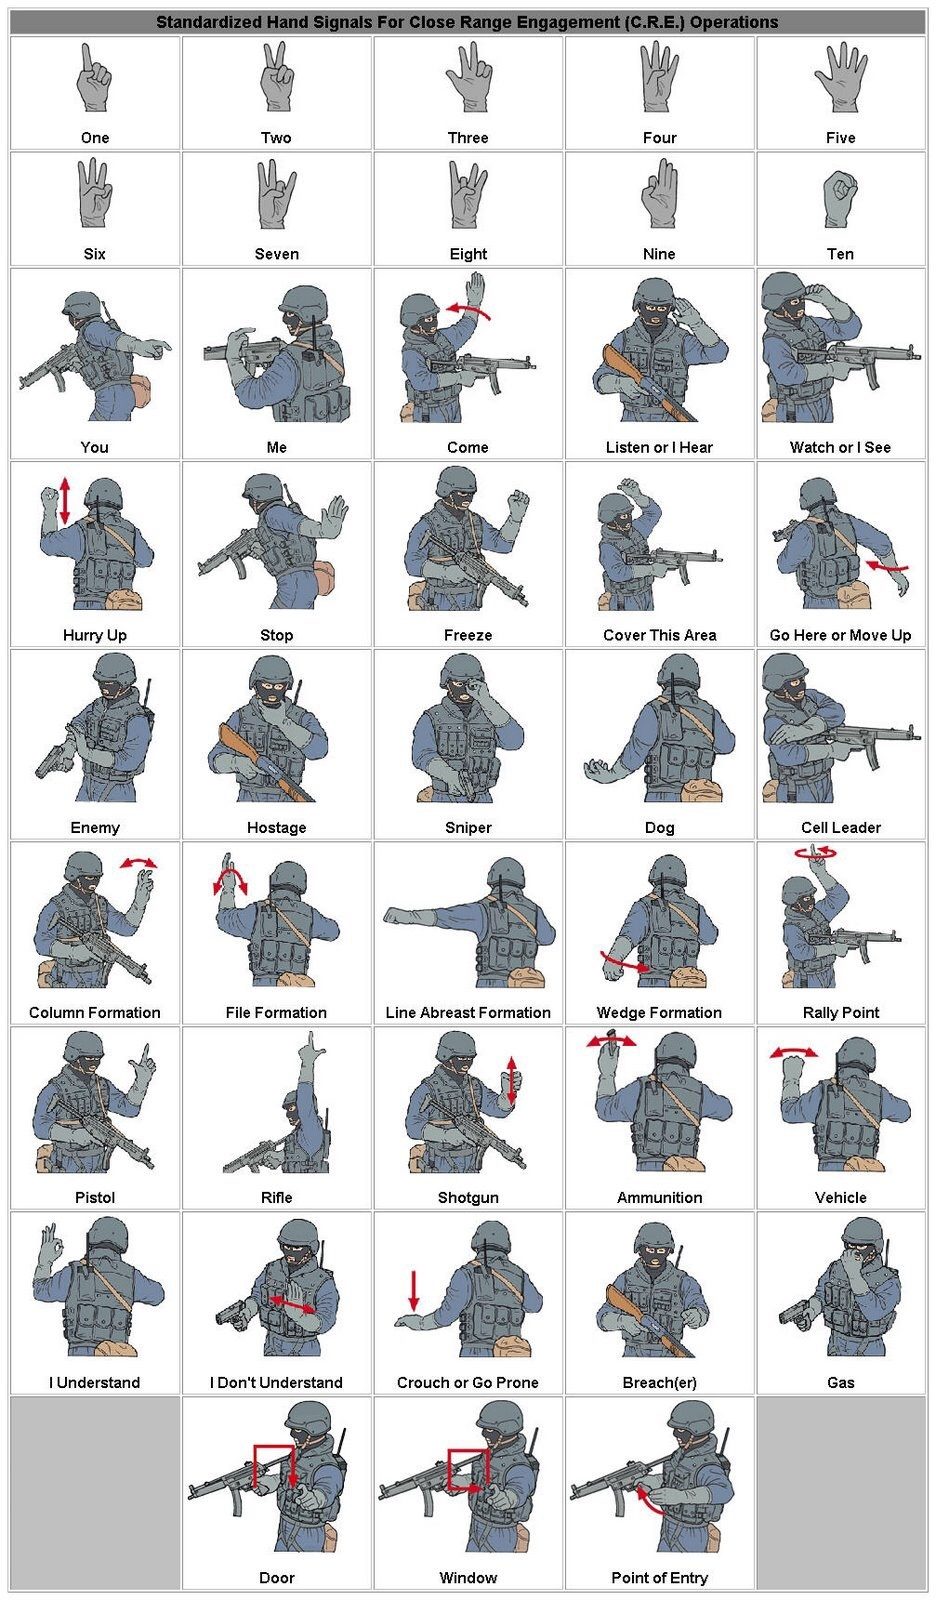 Standardized Hand Signals For Close Range Engagement (C.R.E.) Operations
One
Two
Three
Four
Five
Six
Seven
Eight
Nine
Ten
You
Me
Come
Listen or I Hear
Watch or I See
Hurry Up
Stop
Freeze
Cover This Area
Go Here or Move Up
Enemy
Hostage
Sniper
Dog
Cell Leader
Column Formation
File Formation
Line Abreast Formation
Wedge Formation
Rally Point
Pistol
Rifle
Shotgun
Ammunition
Vehicle
I Understand
I Don't Understand
Crouch or Go Prone
Breach(er)
Gas
Door
Window
Point of Entry